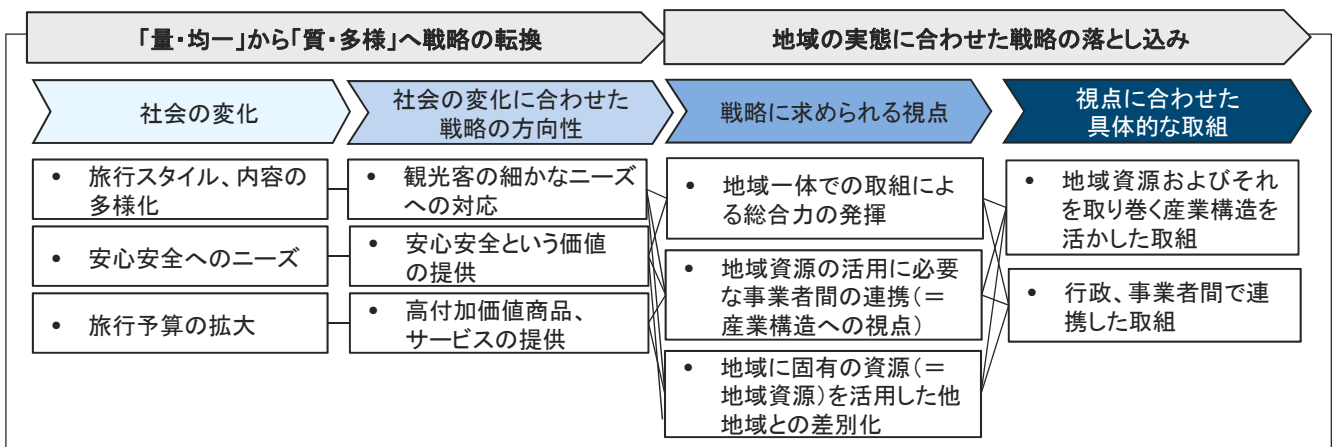 「量・均一」から「質・多様」へ戦略の転換
地域の実態に合わせた戦略の落とし込み
社会の変化
社会の変化に合わせた
戦略の方向性
戦略に求められる視点
視点に合わせた
具体的な取組
• 旅行スタイル、内容の
多様化
• 安心安全へのニーズ
• 旅行予算の拡大
• 観光客の細かなニーズ
への対応
• 安心安全という価値
の提供
• 高付加価値商品、
サービスの提供
• 地域一体での取組によ
る総合力の発揮
• 地域資源の活用に必要
な事業者間の連携(=
産業構造への視点)
• 地域に固有の資源(=
地域資源)を活用した他
地域との差別化
• 地域資源およびそれ
を取り巻く産業構造を
活かした取組
• 行政、事業者間で連
携した取組